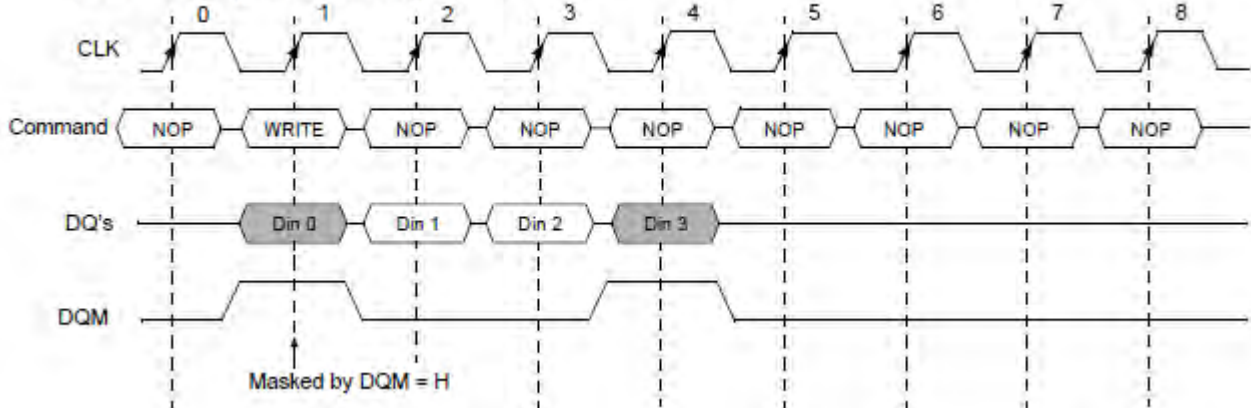 0 1 2 3 4 5 6 7 8
CLK
Command NOP WRITE NOP NOP NOP NOP NOP NOP NOP
DQ's Din 0 Din 1 Din 2 Din 3
DQM
Masked by DQM = H